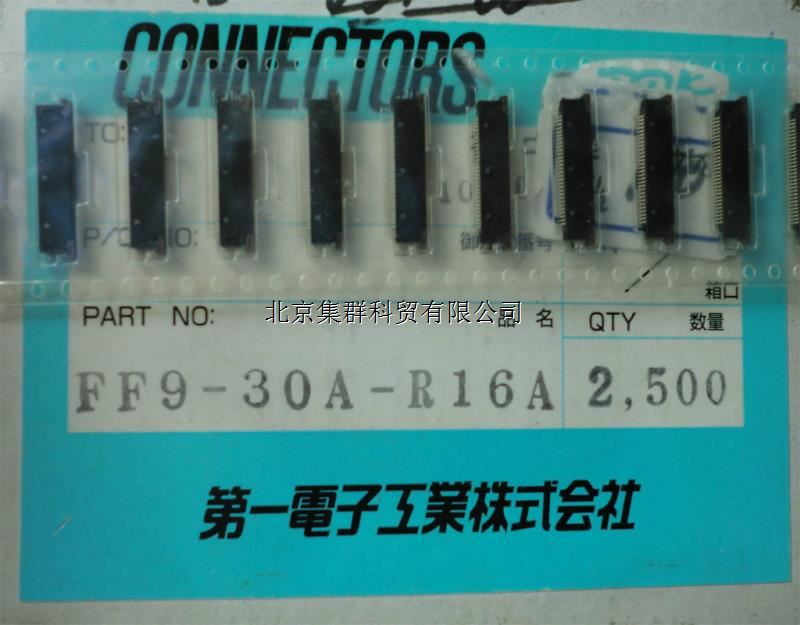 CONNECTORS
TO:
P/O NO:
箱口
PART NO:
品名
QTY 数量
北京集群科贸有限公司
FF9-30A-R16A 2,500
第一電子工業株式会社